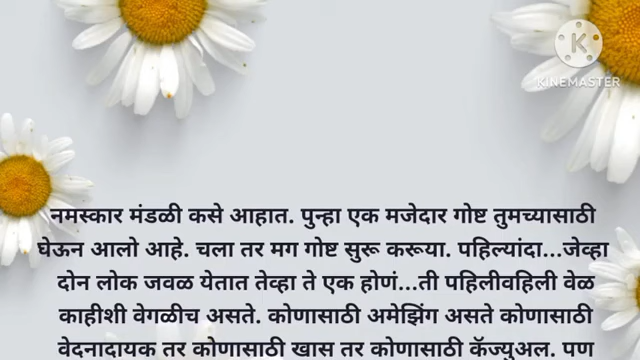 KINEMASTER
नमस्कार मंडळी कसे आहात. पुन्हा एक मजेदार गोष्ट तुमच्यासाठी
घेऊन आलो आहे. चला तर मग गोष्ट सुरू करूया. पहिल्यांदा...जेव्हा
दोन लोक जवळ येतात तेव्हा ते एक होणं...ती पहिलीवहिली वेळ
काहीशी वेगळीच असते. कोणासाठी अमेझिंग असते कोणासाठी
वेदनादायक तर कोणासाठी खास तर कोणासाठी कॅज्युअल. पण